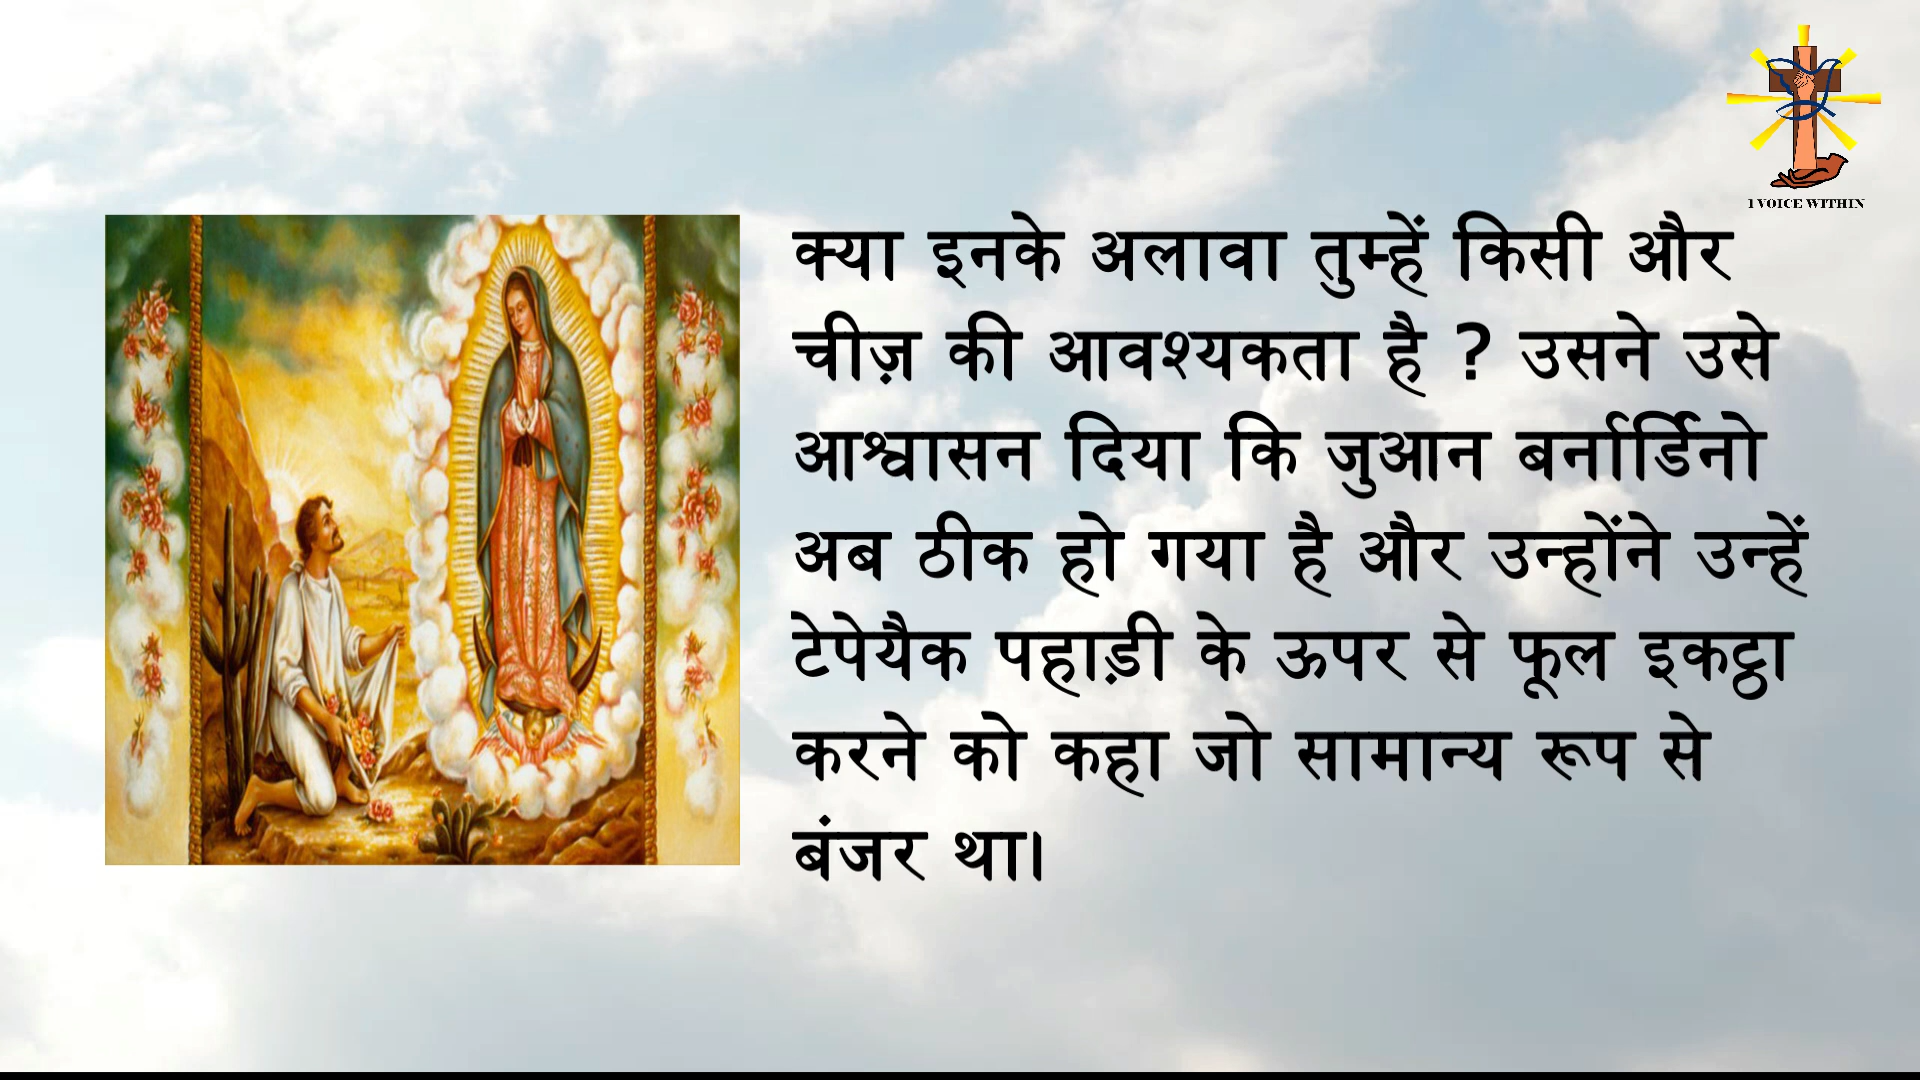 1 VOICE WITHIN
क्या इनके अलावा तुम्हें किसी और
चीज़ की आवश्यकता है ? उसने उसे
आश्वासन दिया कि जुआन बर्नार्डिनो
अब ठीक हो गया है और उन्होंने उन्हें
टेपेयैक पहाड़ी के ऊपर से फूल इकट्ठा
करने को कहा जो सामान्य रूप से
बंजर था।